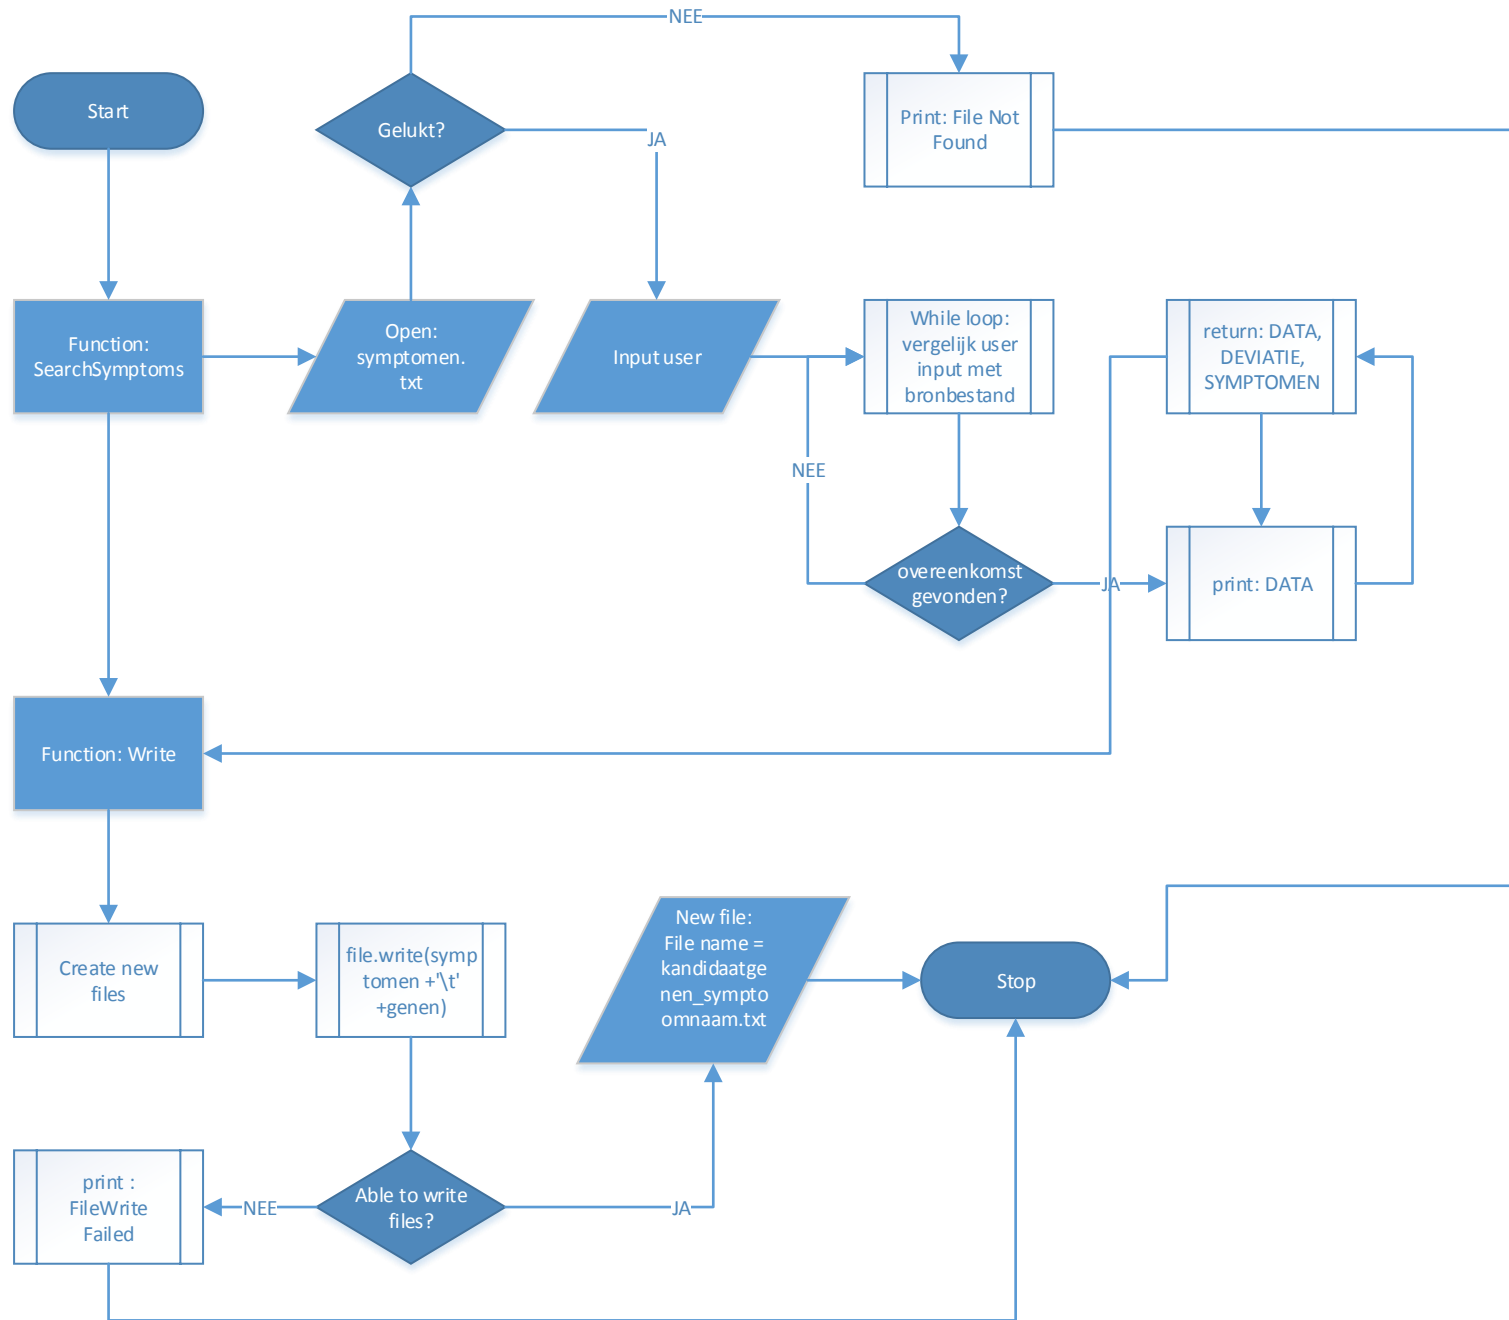 NEE
Start
Gelukt?
JA
Print: File Not
Found
Function:
SearchSymptoms
Open:
symptomen.
txt
Input user
While loop:
vergelijk user
input met
bronbestand
return: DATA,
DEVIATIE,
SYMPTOMEN
NEE
overeenkomst
gevonden?
JA
print: DATA
Function: Write
Create new
files
file.write(symp
tomen +'\t'
+genen)
New file:
File name =
kandidaatge
nen_sympto
omnaam.txt
Stop
print :
FileWrite
Failed
NEE
Able to write
files?
JA